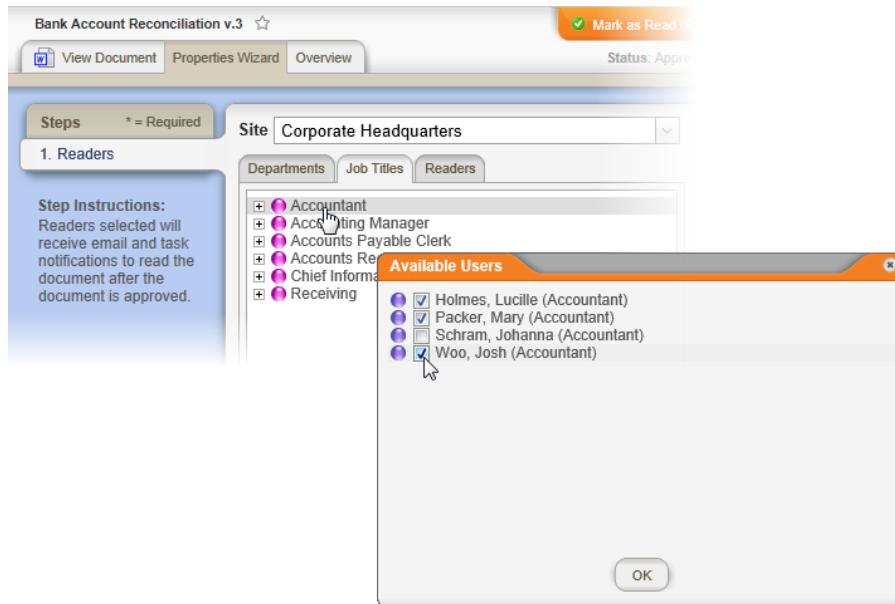 Bank Account Reconciliation v.3
Mark as Read
View Document
Properties Wizard
Overview
Status:
Steps
* = Required
1. Readers
Step Instructions:
Readers selected will
receive email and task
notifications to read the
document after the
document is approved.
Site
Corporate Headquarters
Departments
Job Titles
Readers
Accountant
Accounting Manager
Accounts Payable Clerk
Accounts
Chief
Receiving
Available Users
Holmes, Lucille (Accountant)
Packer, Mary (Accountant)
Schram, Johanna (Accountant)
Woo, Josh (Accountant)
OK